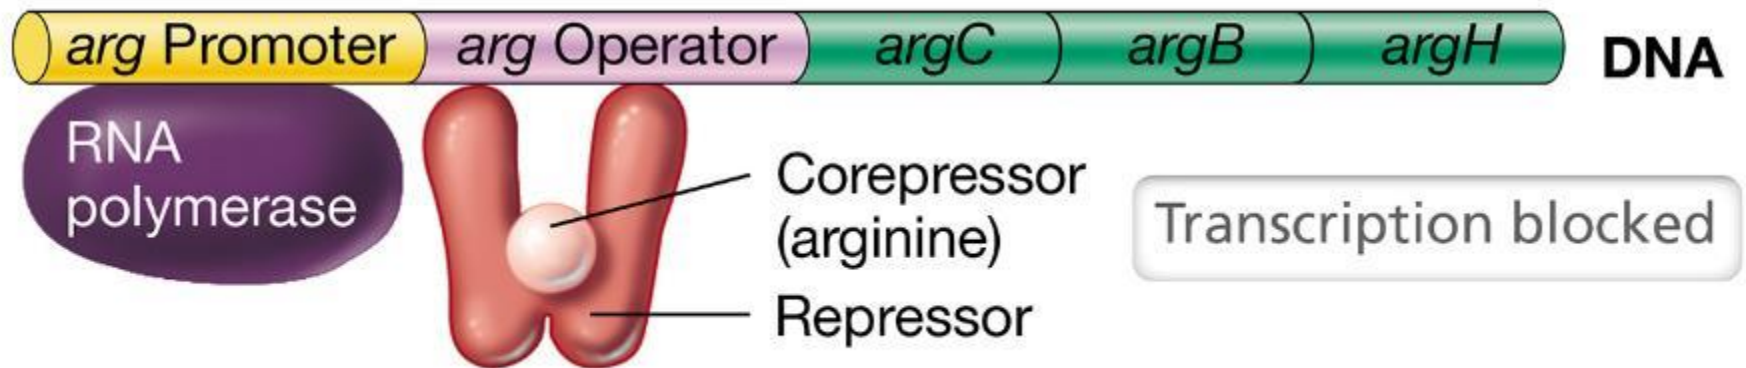 arg Promoter arg Operator argC argB argH DNA
RNA
polymerase
Corepressor
(arginine)
Repressor
Transcription blocked